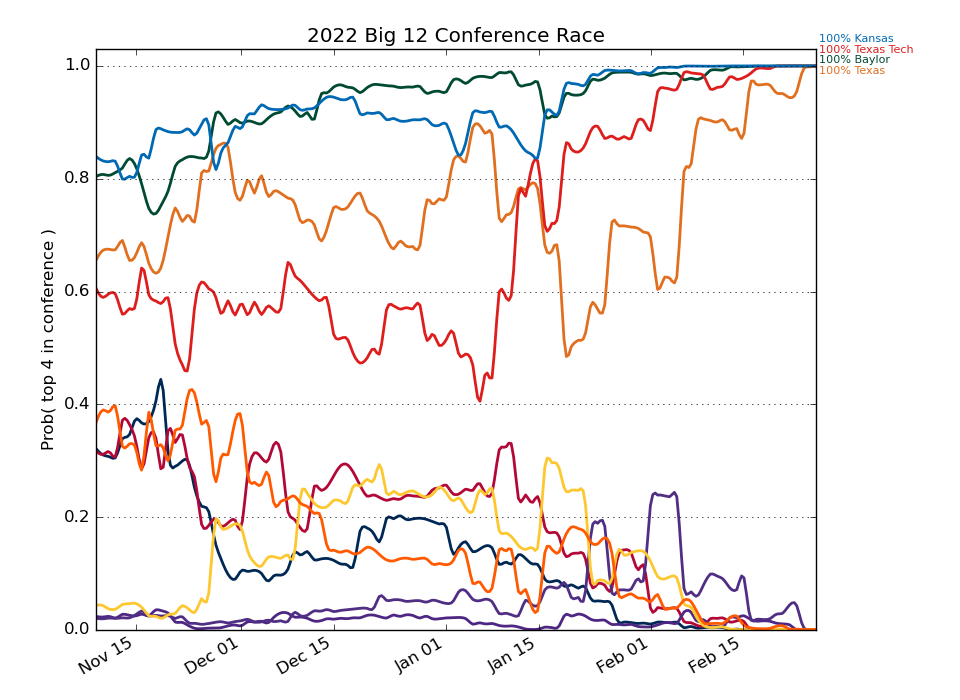 2022 Big 12 Conference Race
100% Kansas
100% Texas Tech
100% Baylor
100% Texas
Prob( top 4 in conference )
1.0
0.8
0.6
0.4
0.2
0.0
Nov 15
Dec 01
Dec 15
Jan 01
Jan 15
Feb 01
Feb 15